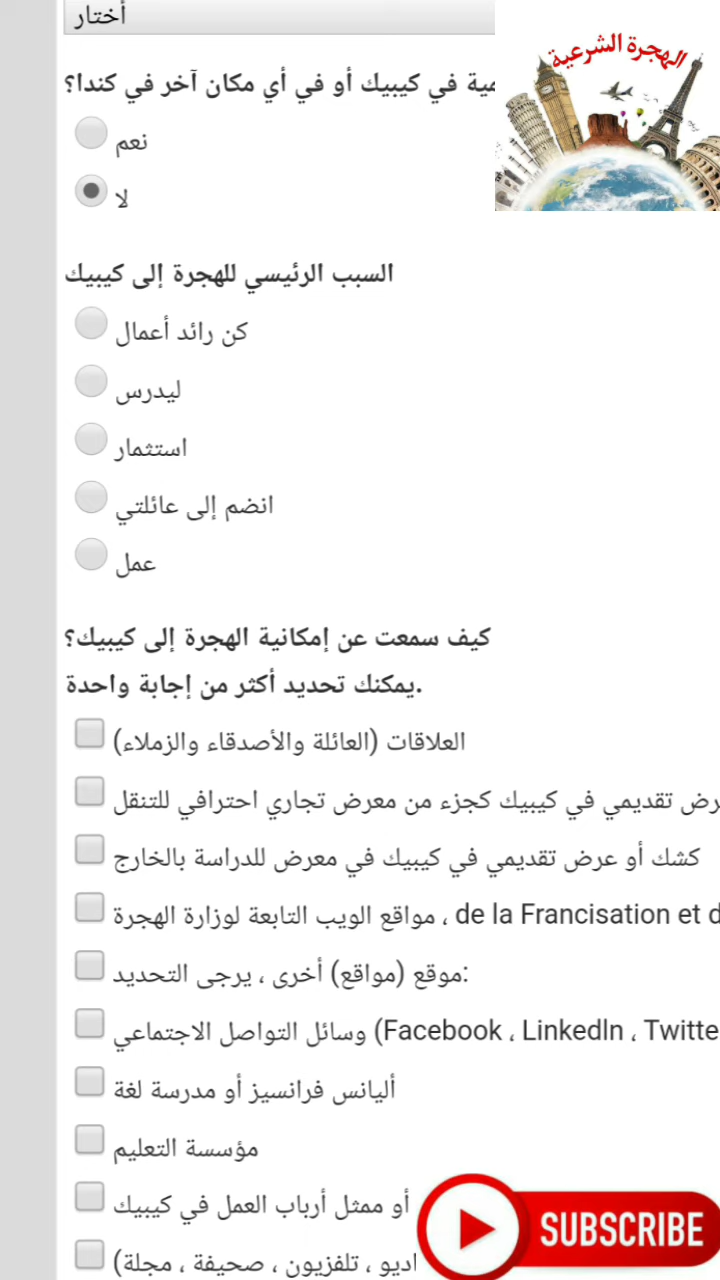 أختار
الهجرة الشرعية
في كيبيك أو في أي مكان آخر في كندا؟
نعم
لا
السبب الرئيسي للهجرة إلى كيبيك
كن رائد أعمال
ليدرس
استثمار
انضم إلى عائلتي
عمل
كيف سمعت عن إمكانية الهجرة إلى كيبيك؟
.يمكنك تحديد أكثر من إجابة واحدة
العلاقات (العائلة والأصدقاء والزملاء)
تقديمي في كيبيك كجزء من معرض تجاري احترافي للتنقل
كشك أو عرض تقديمي في كيبيك في معرض للدراسة بالخارج
مواقع الويب التابعة لوزارة الهجرة ، de la Francisation et
موقع (مواقع) أخرى ، يرجى التحديد:
وسائل التواصل الاجتماعي (Facebook ، LinkedIn ، Twitte
أليانس فرانسيز أو مدرسة لغة
مؤسسة التعليم
أو ممثل أرباب العمل في كيبيك
SUBSCRIBE
، تلفزيون ، صحيفة ، مجلة)